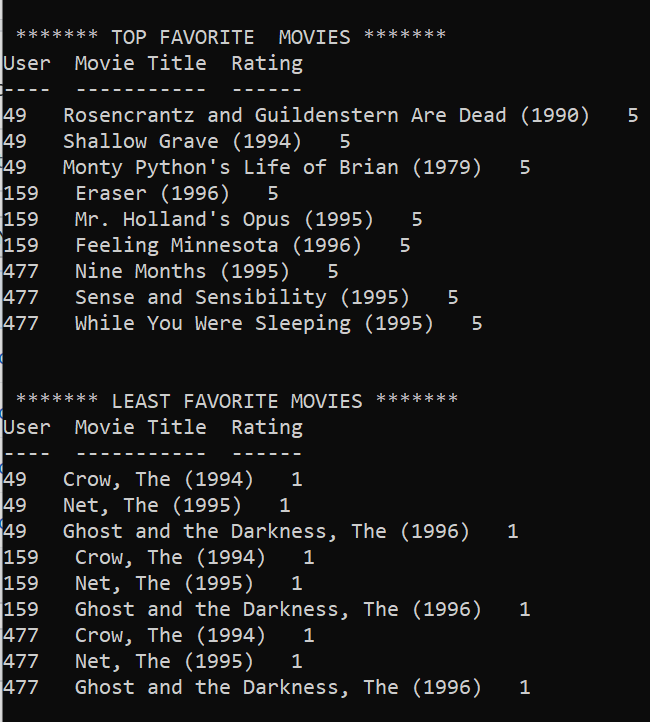 ******* TOP FAVORITE  MOVIES *******
User  Movie Title  Rating
----  -----------  ------
49   Rosencrantz and Guildenstern Are Dead (1990)   5
49   Shallow Grave (1994)   5
49   Monty Python's Life of Brian (1979)   5
159   Eraser (1996)   5
159   Mr. Holland's Opus (1995)   5
159   Feeling Minnesota (1996)   5
477   Nine Months (1995)   5
477   Sense and Sensibility (1995)   5
477   While You Were Sleeping (1995)   5
******* LEAST FAVORITE MOVIES *******
User  Movie Title  Rating
----  -----------  ------
49   Crow, The (1994)   1
49   Net, The (1995)   1
49   Ghost and the Darkness, The (1996)   1
159   Crow, The (1994)   1
159   Net, The (1995)   1
159   Ghost and the Darkness, The (1996)   1
477   Crow, The (1994)   1
477   Net, The (1995)   1
477   Ghost and the Darkness, The (1996)   1